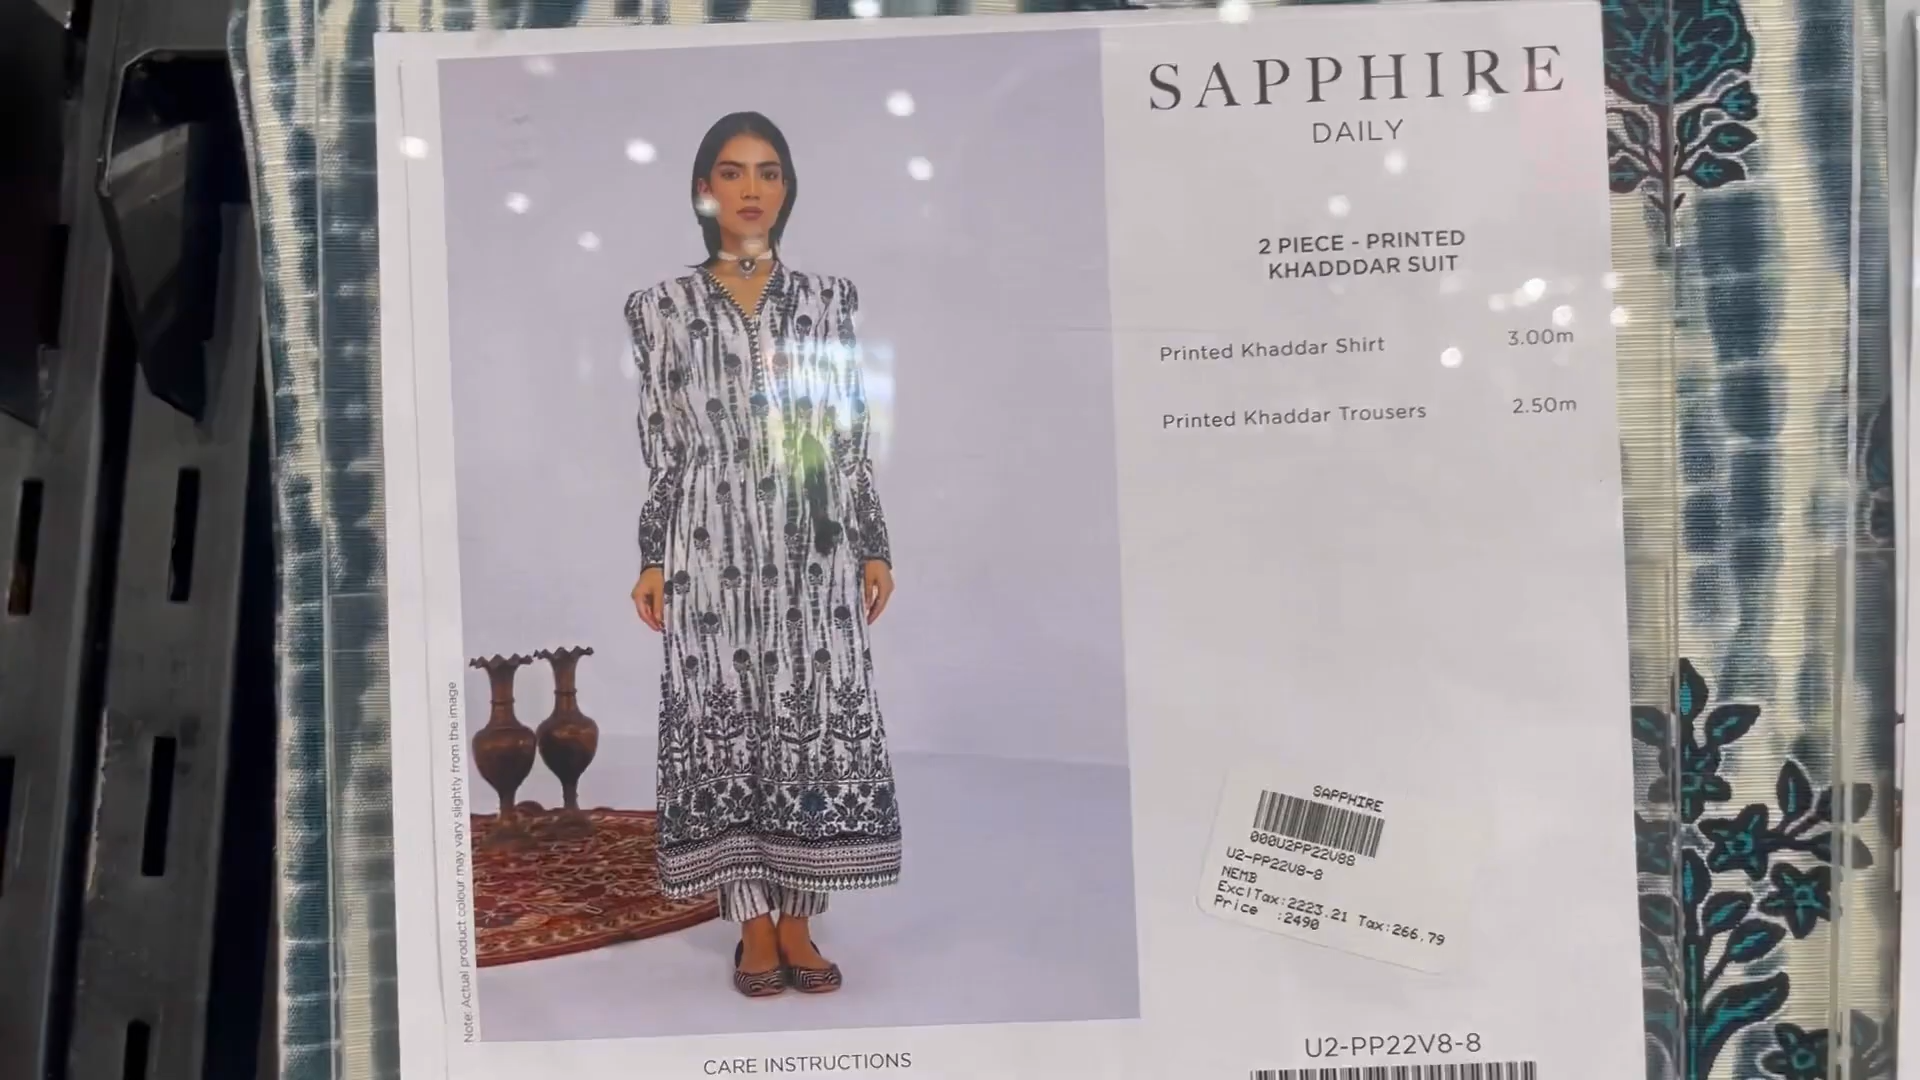 SAPPHIRE
DAILY
2 PIECE - PRINTED
KHADDDAR SUIT
Printed Khaddar Shirt 3.00m
Printed Khaddar Trousers 2.50m
Note: Actual product colour may vary slightly from the image
SAPPHIRE
000U2PP22V88
U2-PP22V8-8
NEMB
ExclTax:2223.21 Tax:266.79
Price :2490
U2-PP22V8-8
CARE INSTRUCTIONS